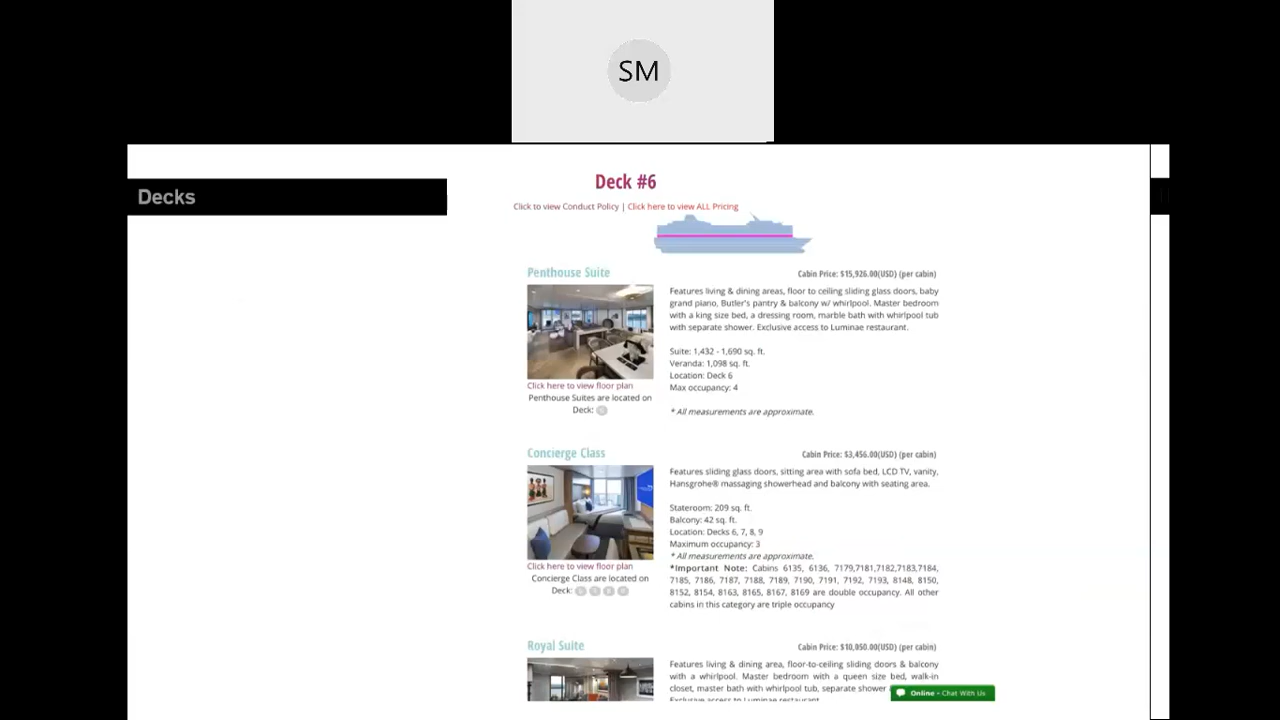 SM
Decks
Deck #6
Click to view Conduct Policy | Click here to view ALL Pricing
Penthouse Suite
Cabin Price: $15,926.00(USD) (per cabin)
Features living & dining areas, floor to ceiling sliding glass doors, baby
grand piano, Butler's pantry & balcony w/ whirlpool. Master bedroom
with a king size bed, a dressing room, marble bath with whirlpool tub
with separate shower. Exclusive access to Luminae restaurant.
Suite: 1,432 - 1,690 sq. ft.
Veranda: 1,098 sq. ft.
Location: Deck 6
Max occupancy: 4
* All measurements are approximate.
Click here to view floor plan
Penthouse Suites are located on
Deck:
Concierge Class
Cabin Price: $3,456.00(USD) (per cabin)
Features sliding glass doors, sitting area with sofa bed, LCD TV, vanity,
Hansgrohe® massaging showerhead and balcony with seating area.
Stateroom: 209 sq. ft.
Balcony: 42 sq. ft.
Location: Decks 6, 7, 8, 9
Maximum occupancy: 3
* All measurements are approximate.
*Important Note: Cabins 6135, 6136, 7179,7181,7182,7183,7184,
7185, 7186, 7187, 7188, 7189, 7190, 7191, 7192, 7193, 8148, 8150,
8152, 8154, 8163, 8165, 8167, 8169 are double occupancy. All other
cabins in this category are triple occupancy
Click here to view floor plan
Concierge Class are located on
Deck:
Royal Suite
Cabin Price: $10,050.00(USD) (per cabin)
Features living & dining area, floor-to-ceiling sliding doors & balcony
with a whirlpool. Master bedroom with a queen size bed, walk-in
closet, master bath with whirlpool tub, separate shower
Exclusive access to Luminae restaurant
Online - Chat With Us